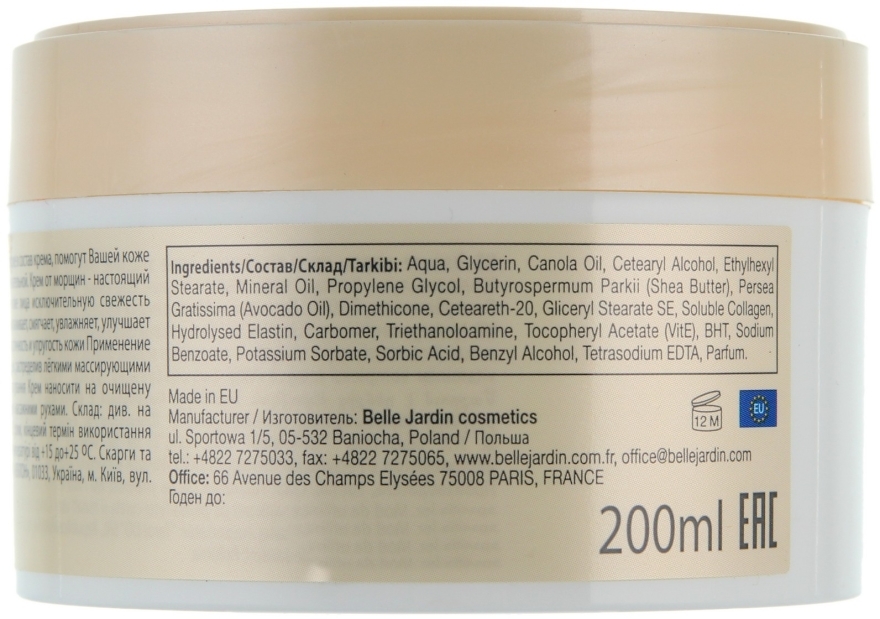 состав крема, помогут Вашей коже
Крем от морщин - настоящий
лица исключительную свежесть
смягчает, увлажняет, улучшает
и упругость кожи Применение
лёгкими массирующими
Крем наносити на очищену
рухами. Склад: див. на
термін використання
від +15 до+25 ºC. Скарги та
01033, Україна, м. Київ, вул.
Ingredients/Состав/Склад/Tarkibi: Aqua, Glycerin, Canola Oil, Cetearyl Alcohol, Ethylhexyl
Stearate, Mineral Oil, Propylene Glycol, Butyrospermum Parkii (Shea Butter), Persea
Gratissima (Avocado Oil), Dimethicone, Ceteareth-20, Gliceryl Stearate SE, Soluble Collagen,
Hydrolysed Elastin, Carbomer, Triethanoloamine, Tocopheryl Acetate (VitE), BHT, Sodium
Benzoate, Potassium Sorbate, Sorbic Acid, Benzyl Alcohol, Tetrasodium EDTA, Parfum.
Made in EU
Manufacturer / Изготовитель: Belle Jardin cosmetics
ul. Sportowa 1/5, 05-532 Baniocha, Poland / Польша
tel.: +4822 7275033, fax: +4822 7275065, www.bellejardin.com.fr, office@bellejardin.com
Office: 66 Avenue des Champs Elysées 75008 PARIS, FRANCE
Годен до:
12 M
EU
200ml EAC